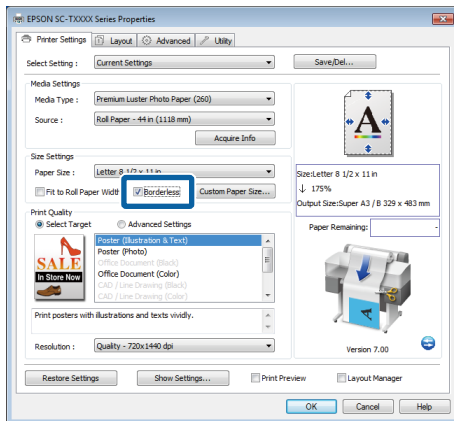 EPSON SC-TXXXX Series Properties
Printer Settings Layout Advanced Utility
Select Setting : Current Settings Save/Del...
Media Settings
Media Type : Premium Luster Photo Paper (260)
Source : Roll Paper - 44 in (1118 mm)
Acquire Info
Size Settings
Paper Size : Letter 8 1/2 x 11 in
Fit to Roll Paper Width Borderless Custom Paper Size...
Print Quality
Select Target Advanced Settings
Poster (Illustration & Text)
Poster (Photo)
Office Document (Black)
Office Document (Color)
CAD / Line Drawing (Black)
CAD / Line Drawing (Color)
SALE
In Store Now
Print posters with illustrations and texts vividly.
Resolution : Quality - 720x1440 dpi
A
Size:Letter 8 1/2 x 11 in
↓ 175%
Output Size:Super A3 / B 329 x 483 mm
Paper Remaining: -
A
Version 7.00
Restore Settings Show Settings... Print Preview Layout Manager
OK Cancel Help